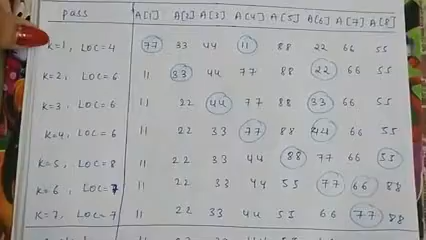 pass A[1] A[2] A[3] A[4] A[5] A[6] A[7] A[8]
K=1, LOC=4 77 33 44 11 88 22 66 55
K=2, LOC=6 11 33 44 77 88 22 66 55
K=3, LOC=6 11 22 44 77 88 33 66 55
K=4, LOC=6 11 22 33 77 88 44 66 55
K=5, LOC=8 11 22 33 44 88 77 66 55
K=6, LOC=7 11 22 33 44 55 77 66 88
K=7, LOC=7 11 22 33 44 55 66 77 88